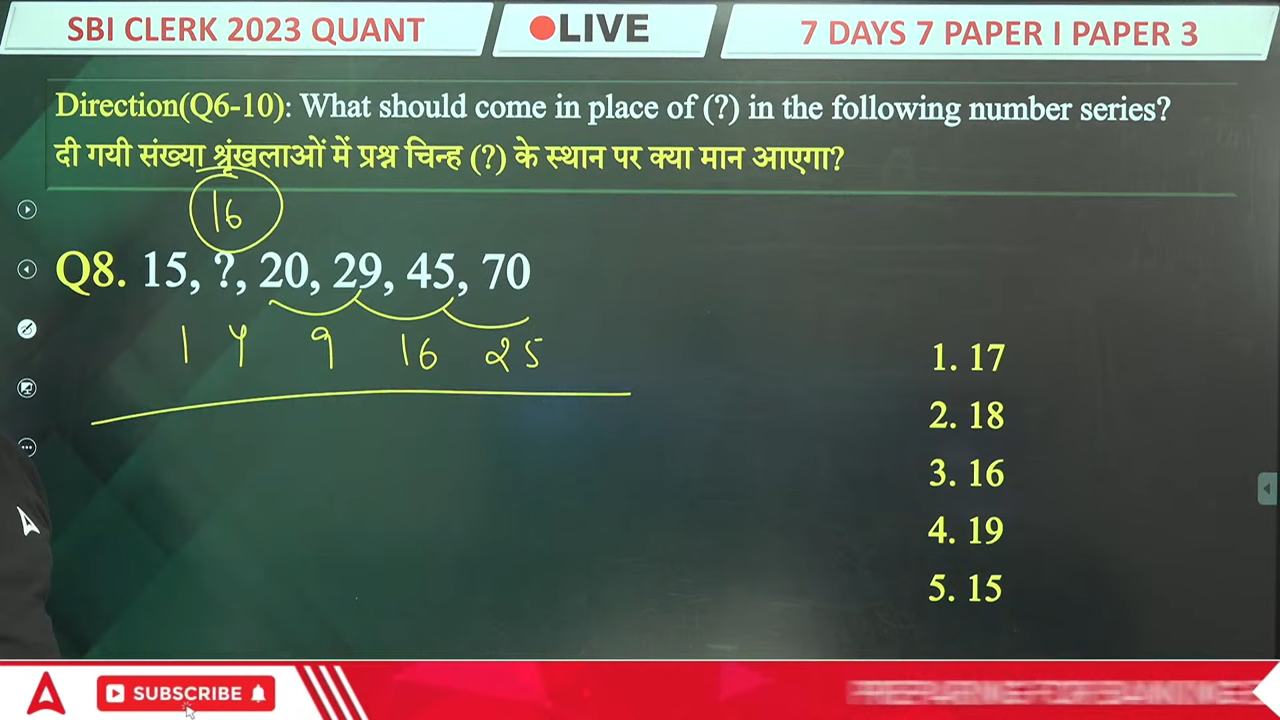 SBI CLERK 2023 QUANT
LIVE
7 DAYS 7 PAPER I PAPER 3
Direction(Q6-10): What should come in place of (?) in the following number series?
दी गयी संख्या श्रृंखलाओं में प्रश्न चिन्ह (?) के स्थान पर क्या मान आएगा?
16
Q8. 15, ?, 20, 29, 45, 70
1 4 9 16 25
1. 17
2. 18
3. 16
4. 19
5. 15
SUBSCRIBE